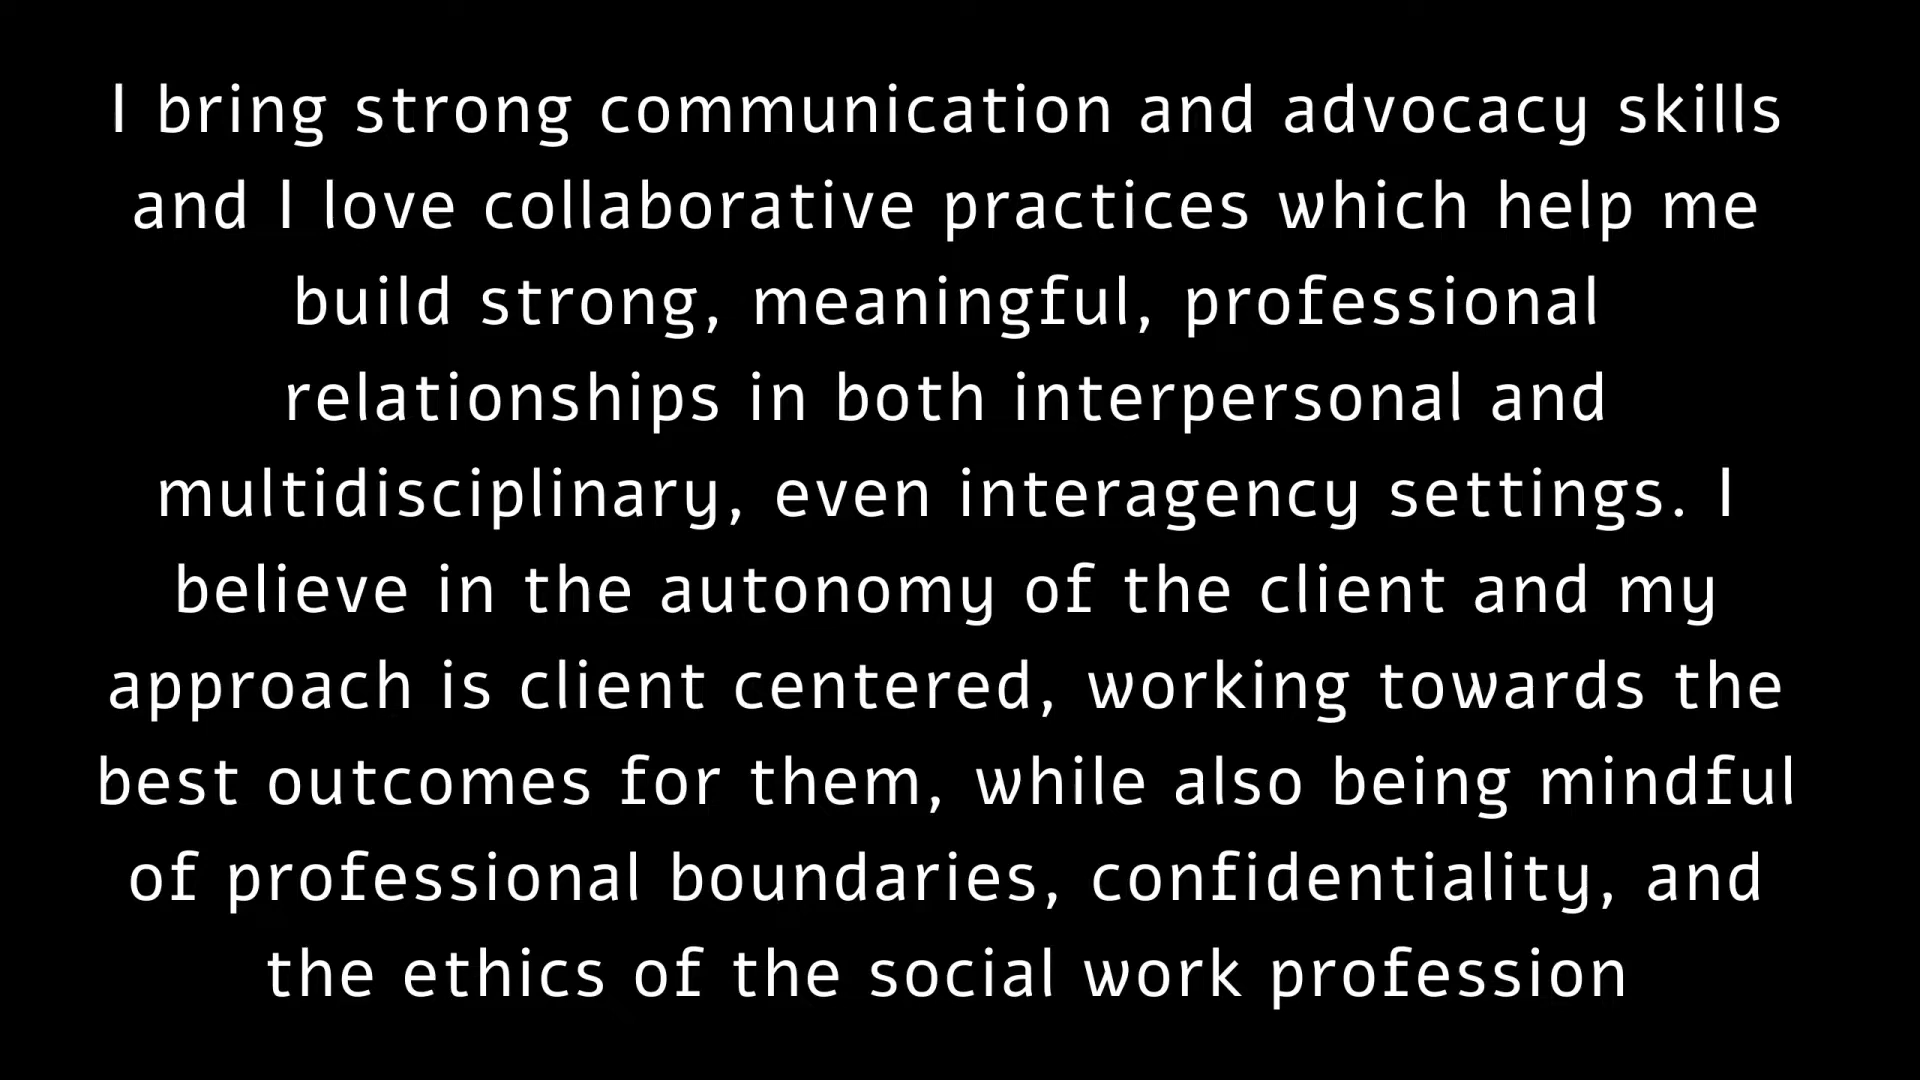 I bring strong communication and advocacy skills
and I love collaborative practices which help me
build strong, meaningful, professional
relationships in both interpersonal and
multidisciplinary, even interagency settings. I
believe in the autonomy of the client and my
approach is client centered, working towards the
best outcomes for them, while also being mindful
of professional boundaries, confidentiality, and
the ethics of the social work profession